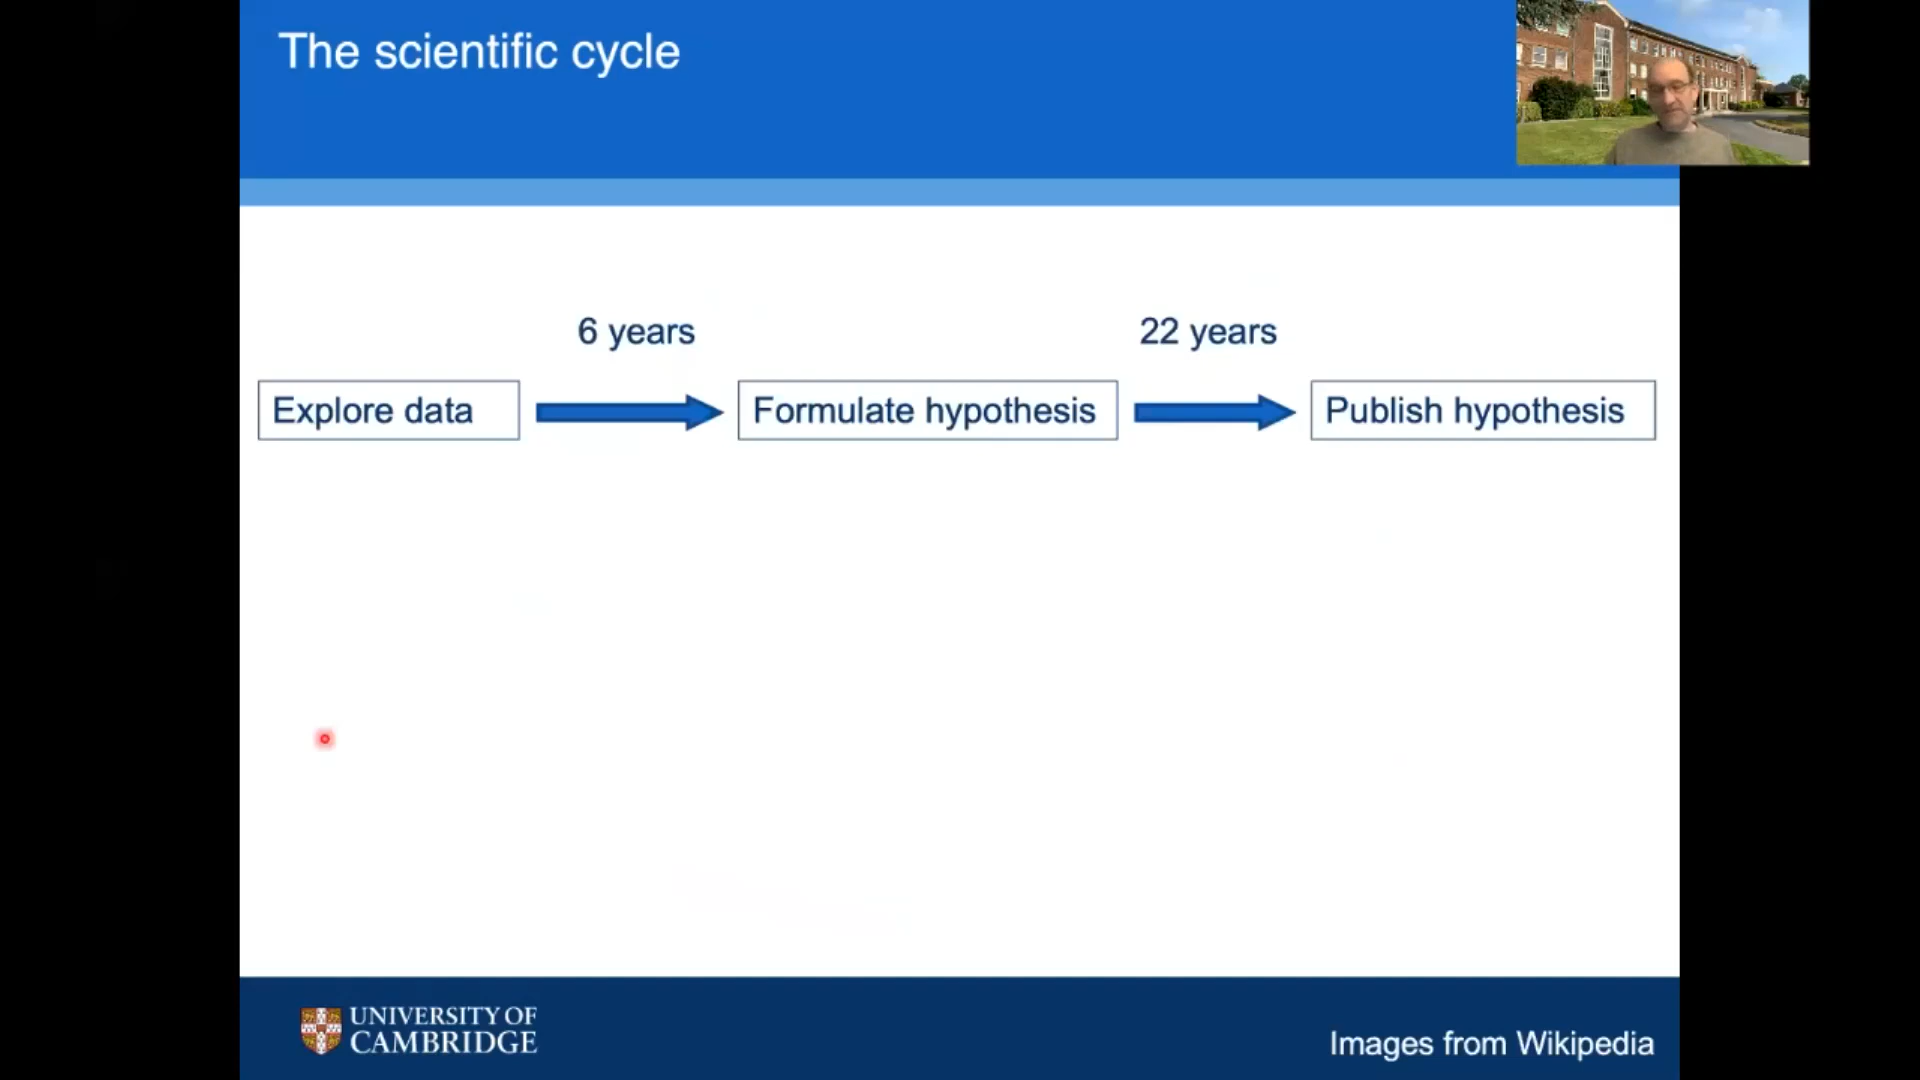 The scientific cycle
6 years
22 years
Explore data
Formulate hypothesis
Publish hypothesis
UNIVERSITY OF
CAMBRIDGE
Images from Wikipedia